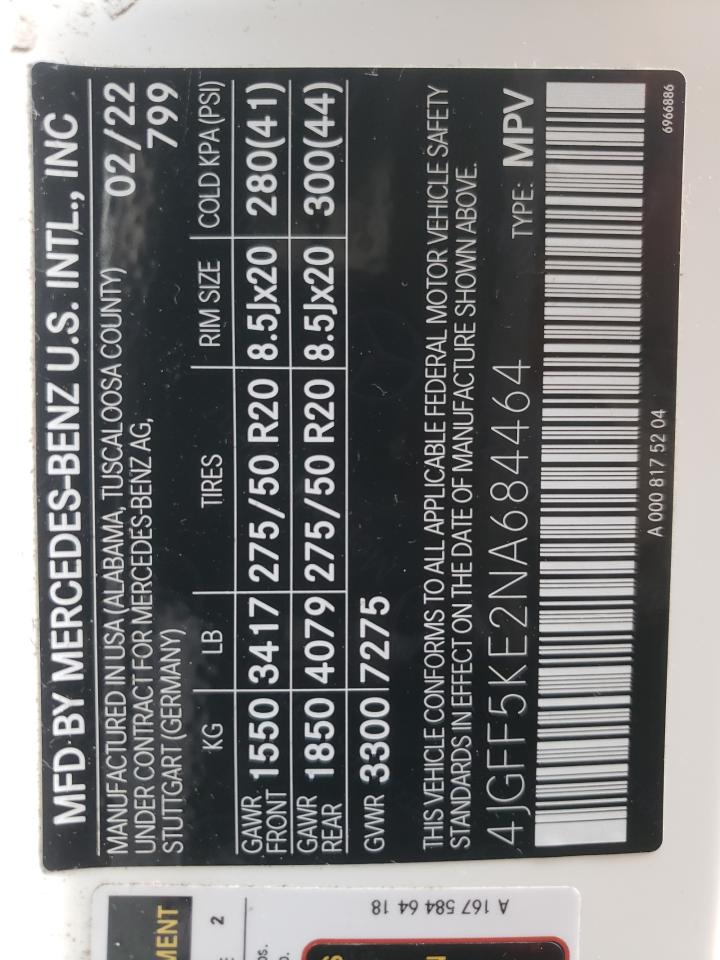 MFD BY MERCEDES-BENZ U.S. INTL., INC
MANUFACTURED IN USA (ALABAMA, TUSCALOOSA COUNTY) 02/22
UNDER CONTRACT FOR MERCEDES-BENZ AG, 799
STUTTGART (GERMANY)
KG LB TIRES RIM SIZE COLD KPA (PSI)
GAWR FRONT 1550 3417 275/50 R20 8.5Jx20 280(41)
GAWR REAR 1850 4079 275/50 R20 8.5Jx20 300(44)
GVWR 3300 7275
THIS VEHICLE CONFORMS TO ALL APPLICABLE FEDERAL MOTOR VEHICLE SAFETY
STANDARDS IN EFFECT ON THE DATE OF MANUFACTURE SHOWN ABOVE.
4JGFF5KE2NA684464 TYPE: MPV
A 000 817 52 04
6966886
A 167 584 64 18
2